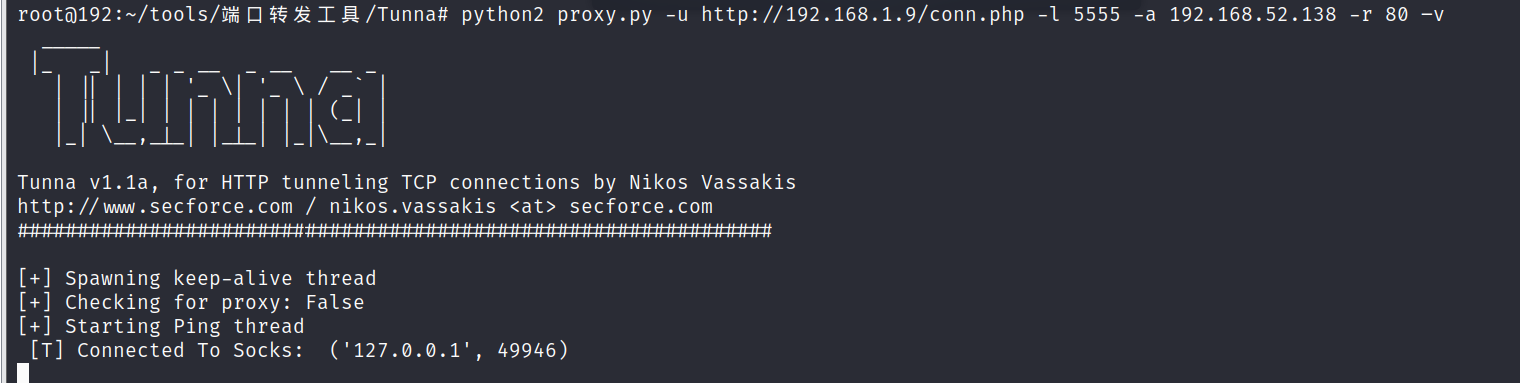 root@192:~/tools/端口转发工具/Tunna# python2 proxy.py -u http://192.168.1.9/conn.php -l 5555 -a 192.168.52.138 -r 80 –v
Tunna
Tunna v1.1a, for HTTP tunneling TCP connections by Nikos Vassakis
http://www.secforce.com / nikos.vassakis <at> secforce.com
###############################################################
[+] Spawning keep-alive thread
[+] Checking for proxy: False
[+] Starting Ping thread
[T] Connected To Socks: ('127.0.0.1', 49946)